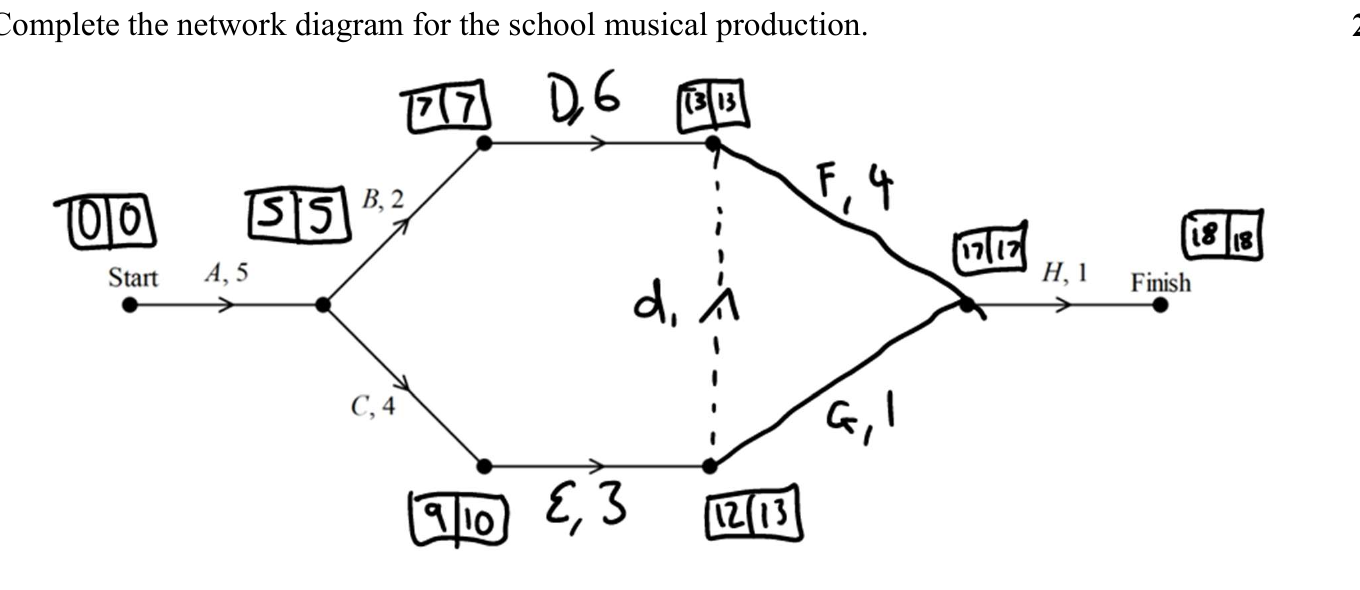 Complete the network diagram for the school musical production.
7 7
D, 6
13 13
0 0
5 5
B, 2
F, 4
17 17
18 18
Start
A, 5
H, 1
Finish
d,
C, 4
G, 1
9 10
E, 3
12 13